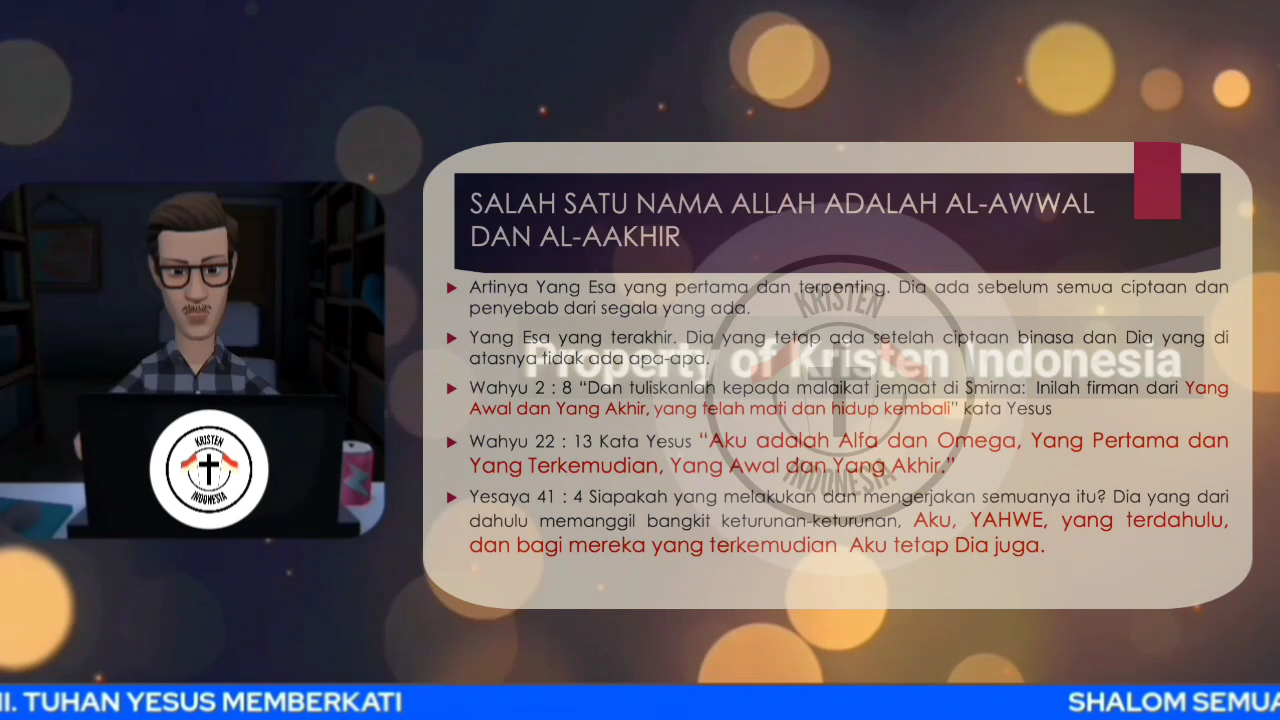 SALAH SATU NAMA ALLAH ADALAH AL-AWWAL
DAN AL-AAKHIR
Artinya Yang Esa yang pertama dan terpenting. Dia ada sebelum semua ciptaan dan
penyebab dari segala yang ada.
Yang Esa yang terakhir. Dia yang tetap ada setelah ciptaan binasa dan Dia yang di
atasnya tidak ada apa-apa.
Property of Kristen Indonesia
Wahyu 2 : 8 “Dan tuliskanlah kepada malaikat jemaat di Smirna: Inilah firman dari Yang
Awal dan Yang Akhir, yang telah mati dan hidup kembali” kata Yesus
Wahyu 22 : 13 Kata Yesus “Aku adalah Alfa dan Omega, Yang Pertama dan
Yang Terkemudian, Yang Awal dan Yang Akhir.”
Yesaya 41 : 4 Siapakah yang melakukan dan mengerjakan semuanya itu? Dia yang dari
dahulu memanggil bangkit keturunan-keturunan, Aku, YAHWE, yang terdahulu,
dan bagi mereka yang terkemudian Aku tetap Dia juga.
KRISTEN
INDONESIA
KRISTEN
INDONESIA
II. TUHAN YESUS MEMBERKATI
SHALOM SEMUA